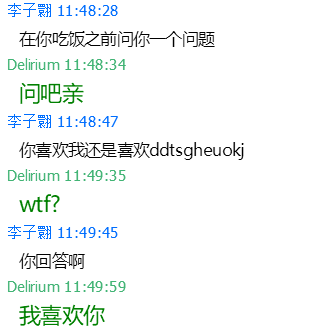 李子翾 11:48:28
在你吃饭之前问你一个问题
Delirium 11:48:34
问吧亲
李子翾 11:48:47
你喜欢我还是喜欢ddtsgheuokj
Delirium 11:49:35
wtf?
李子翾 11:49:45
你回答啊
Delirium 11:49:59
我喜欢你